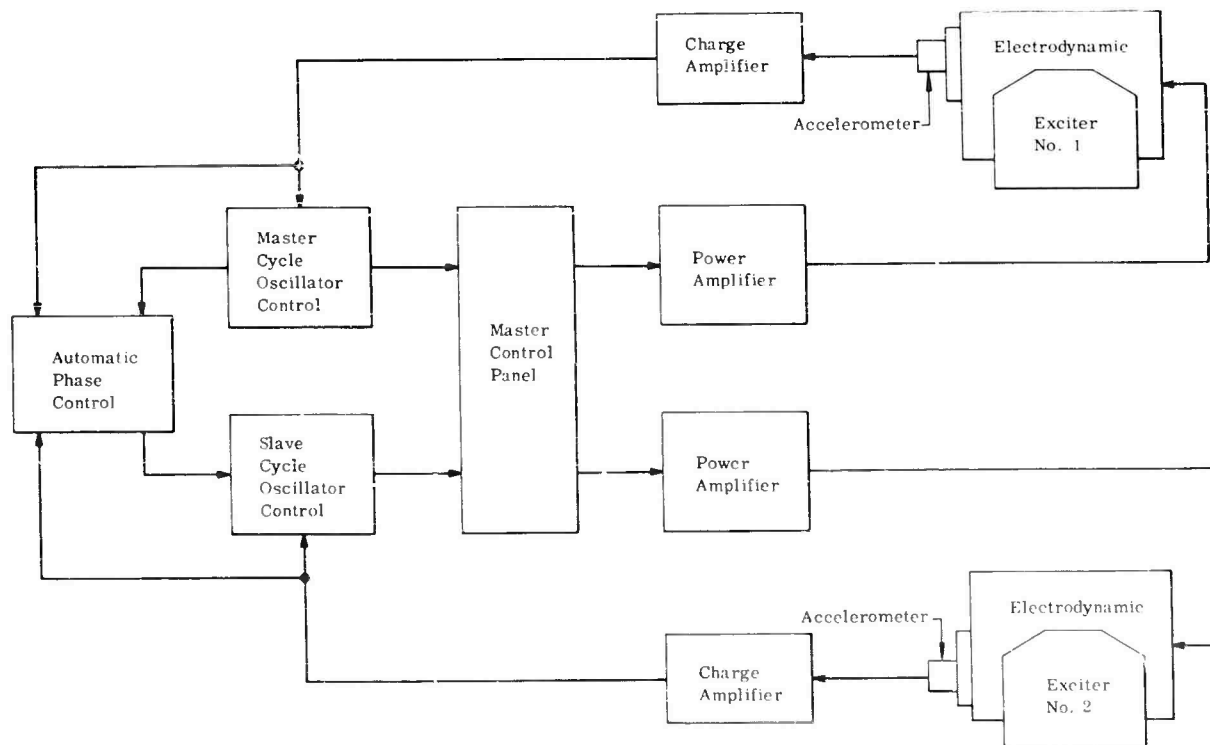 Charge
Amplifier
Electrodynamic
Accelerometer
Exciter
No. 1
Master
Cycle
Oscillator
Control
Power
Amplifier
Master
Control
Panel
Automatic
Phase
Control
Slave
Cycle
Oscillator
Control
Power
Amplifier
Electrodynamic
Accelerometer
Charge
Amplifier
Exciter
No. 2